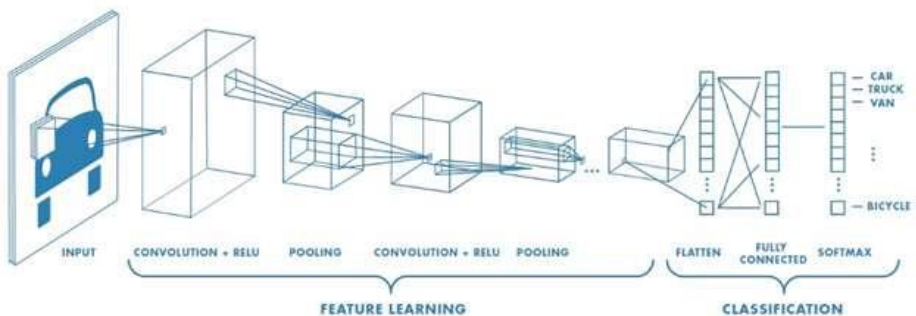 CAR
TRUCK
VAN
BICYCLE
INPUT
CONVOLUTION + RELU
POOLING
CONVOLUTION + RELU
POOLING
FLATTEN
FULLY
CONNECTED
SOFTMAX
FEATURE LEARNING
CLASSIFICATION